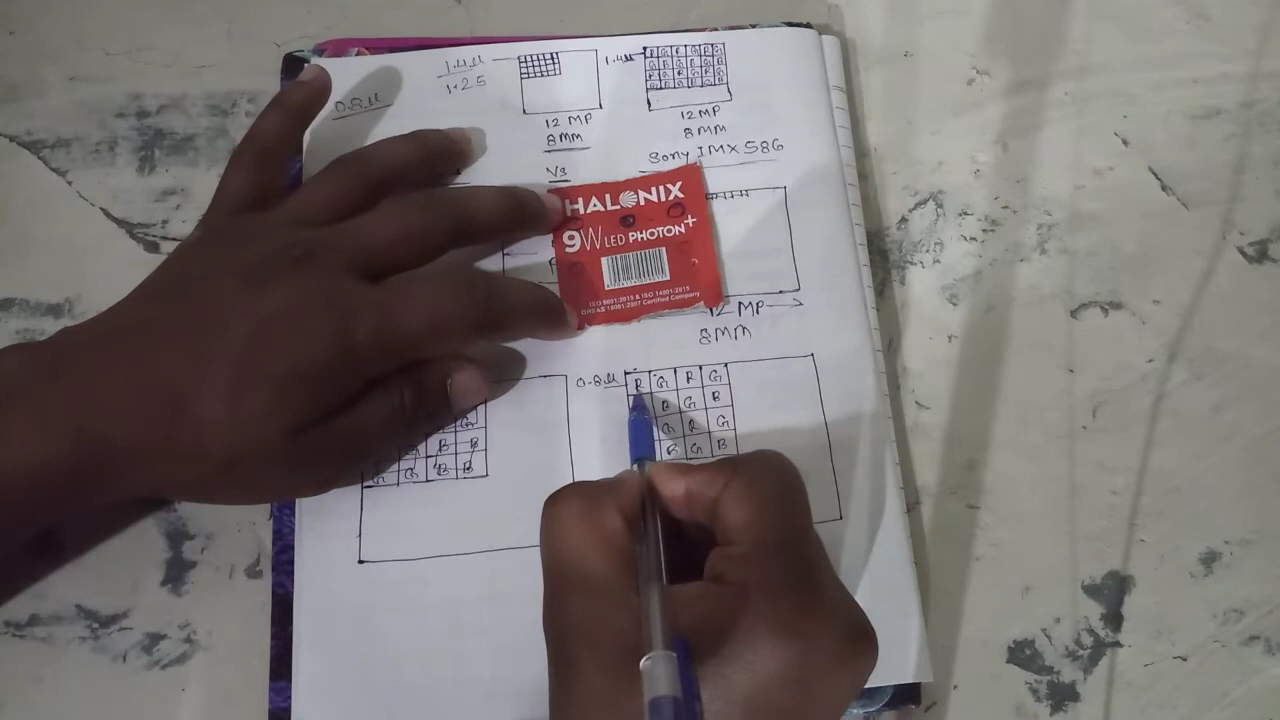 1.4µ
1.25
0.8µ
12 MP
8MM
1.4µ
R G R G R G
G B G B G B
R G R G R G
G B G B G B
12 MP
8MM
Vs
Sony IMX 586
HALONIX
9W LED PHOTON+
ISO 9001:2015 & ISO 14001:2015
OHSAS 18001:2007 Certified Company
12 MP
8MM
G
B B
G G B B
0.8µ
R G R G
B G B
G R G
B G B